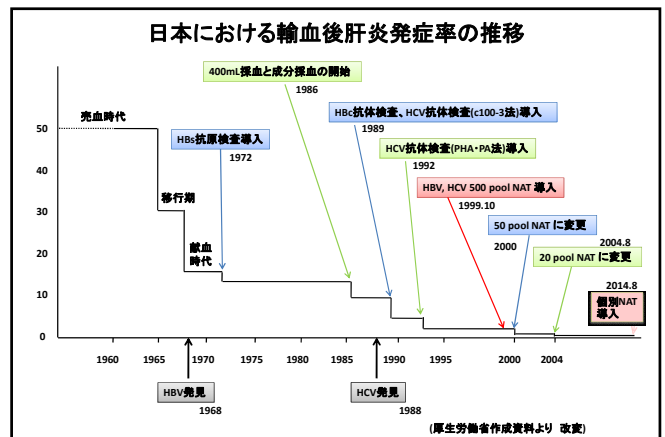 日本における輸血後肝炎発症率の推移
400mL採血と成分採血の開始
1986
売血時代
HBc抗体検査、HCV抗体検査(c100-3法)導入
1989
50
HBs抗原検査導入
1972
HCV抗体検査(PHA・PA法)導入
1992
40
HBV, HCV 500 pool NAT 導入
1999.10
移行期
30
50 pool NAT に変更
2000
2004.8
献血
時代
20
20 pool NAT に変更
2014.8
個別NAT
導入
10
0
1960
1965
1970
1975
1980
1985
1990
1995
2000
2004
HBV発見
1968
HCV発見
1988
(厚生労働省作成資料より 改変)